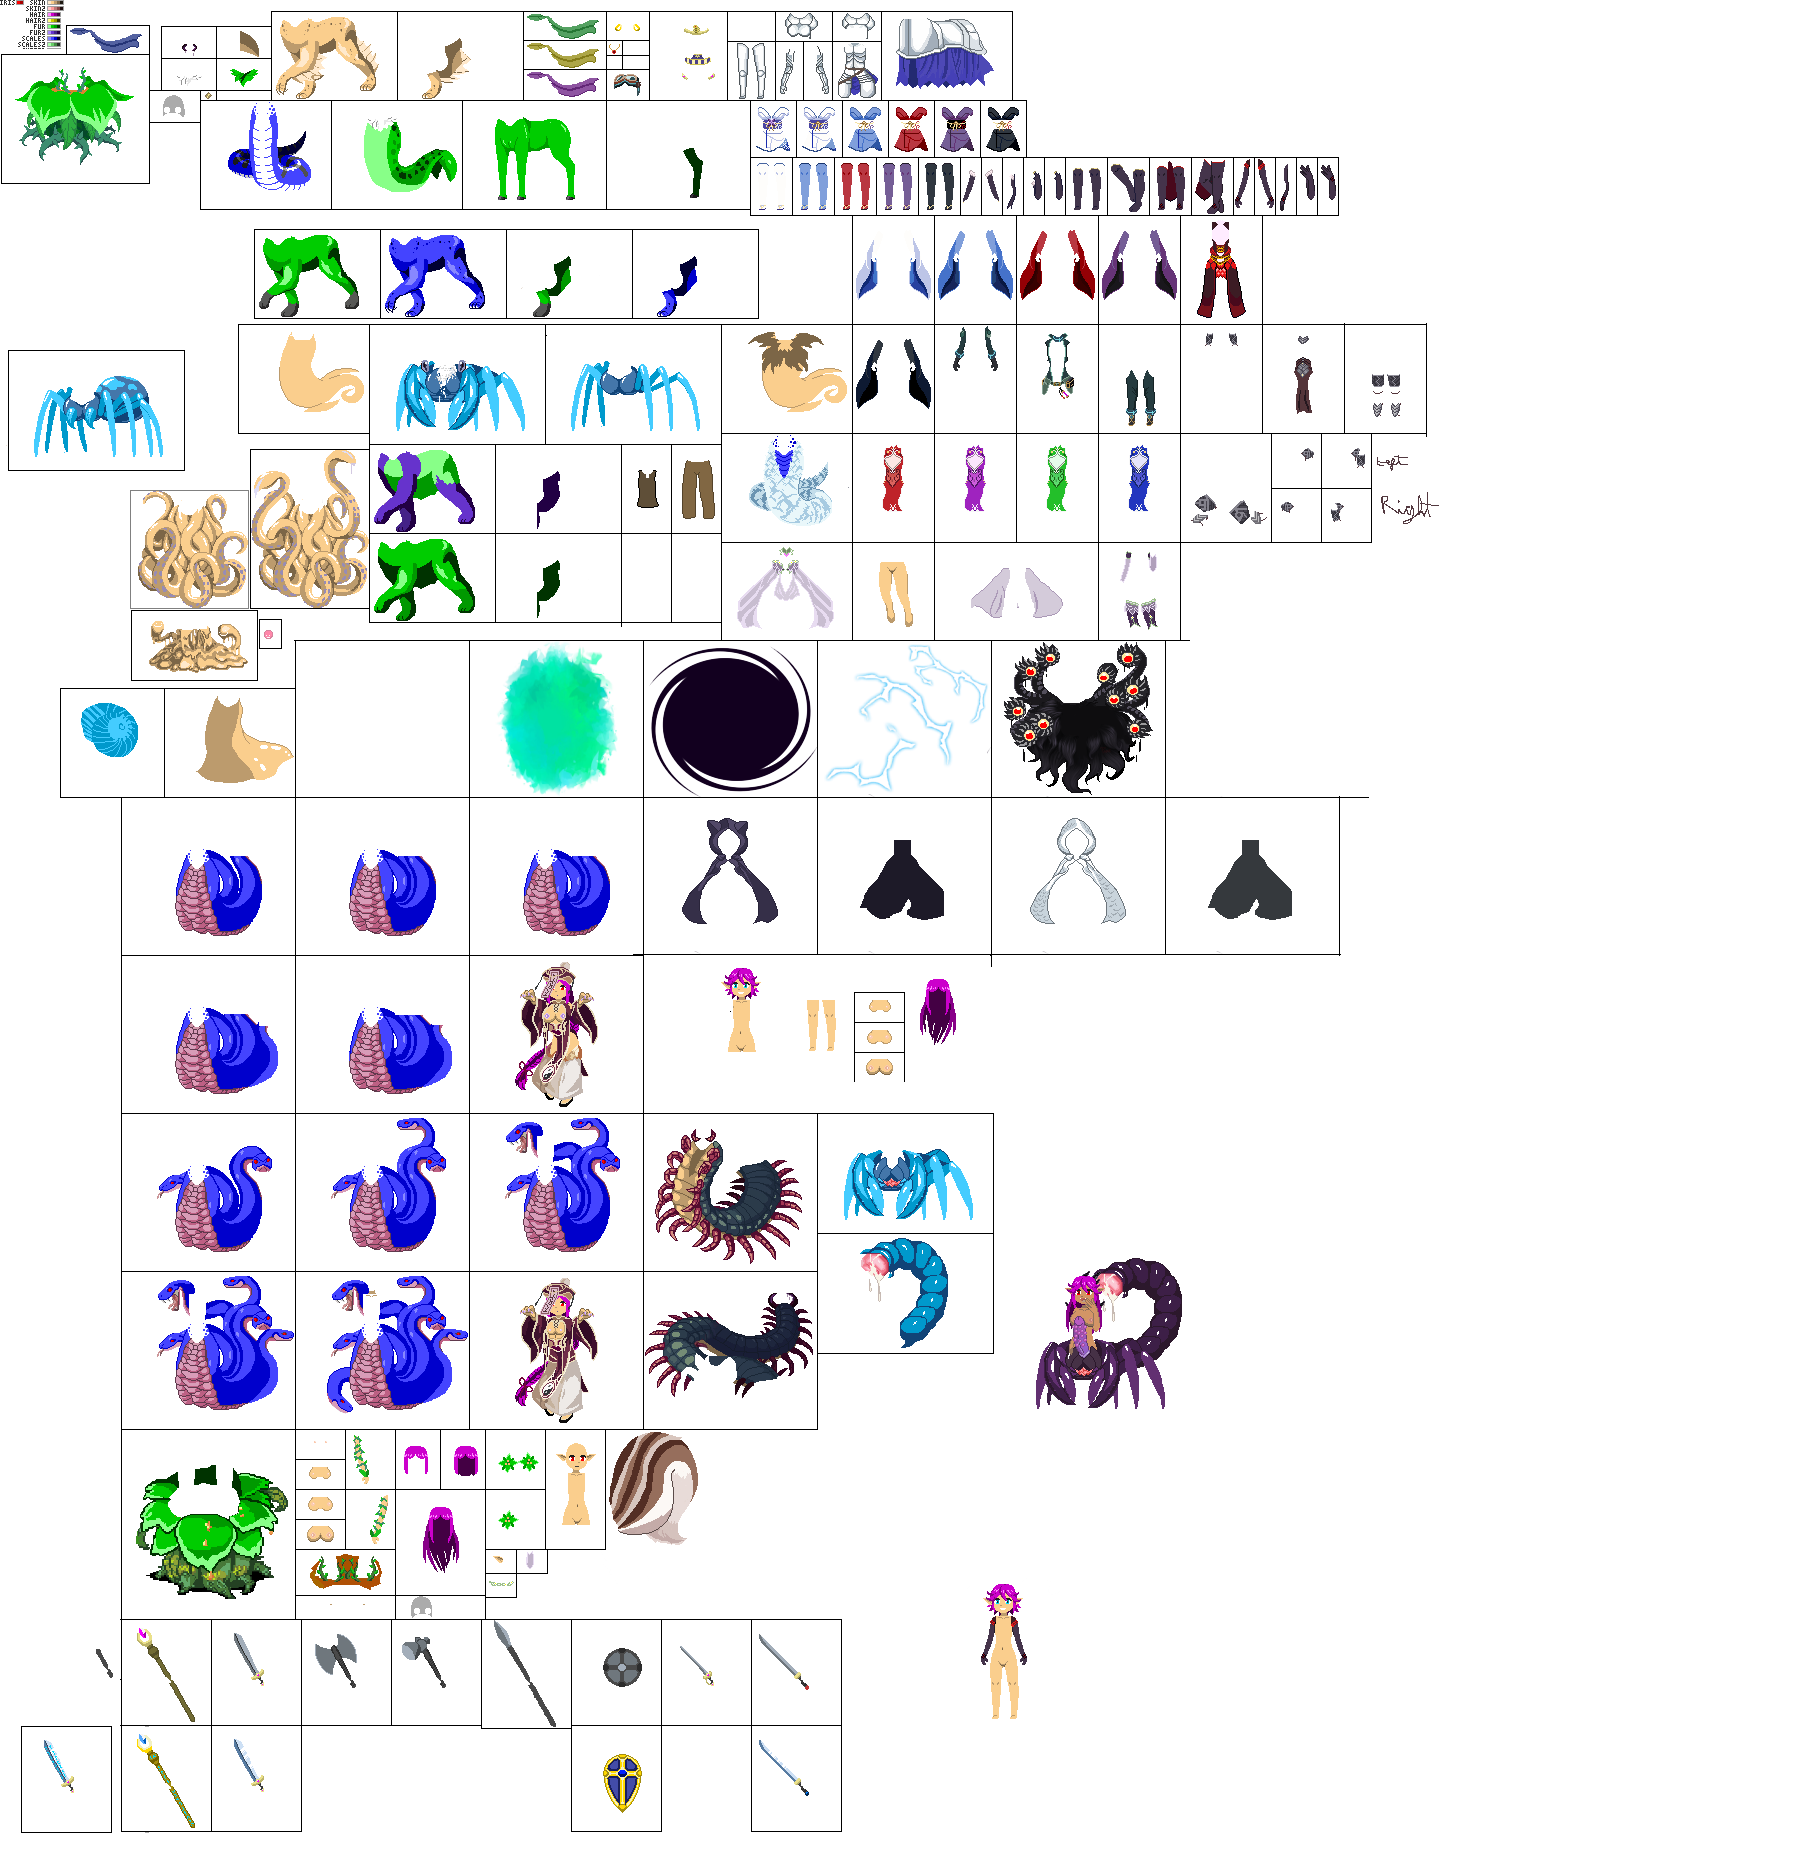 IRIS SKIN
SKIN2
HAIR
HAIR2
FUR
FUR2
SCALES
SCALES2
Left
Right